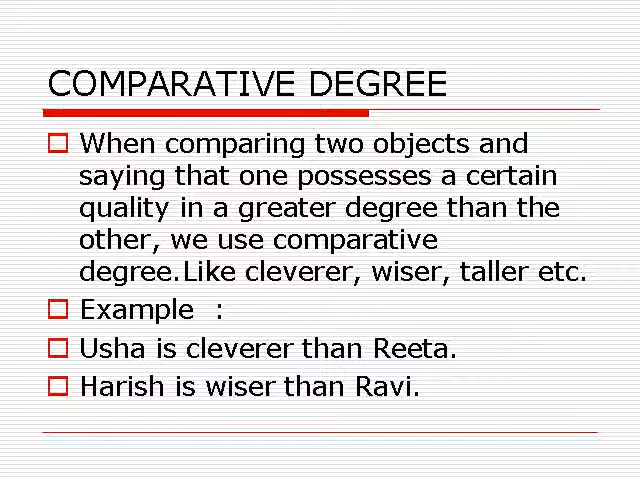 COMPARATIVE DEGREE
When comparing two objects and
saying that one possesses a certain
quality in a greater degree than the
other, we use comparative
degree.Like cleverer, wiser, taller etc.
Example :
Usha is cleverer than Reeta.
Harish is wiser than Ravi.